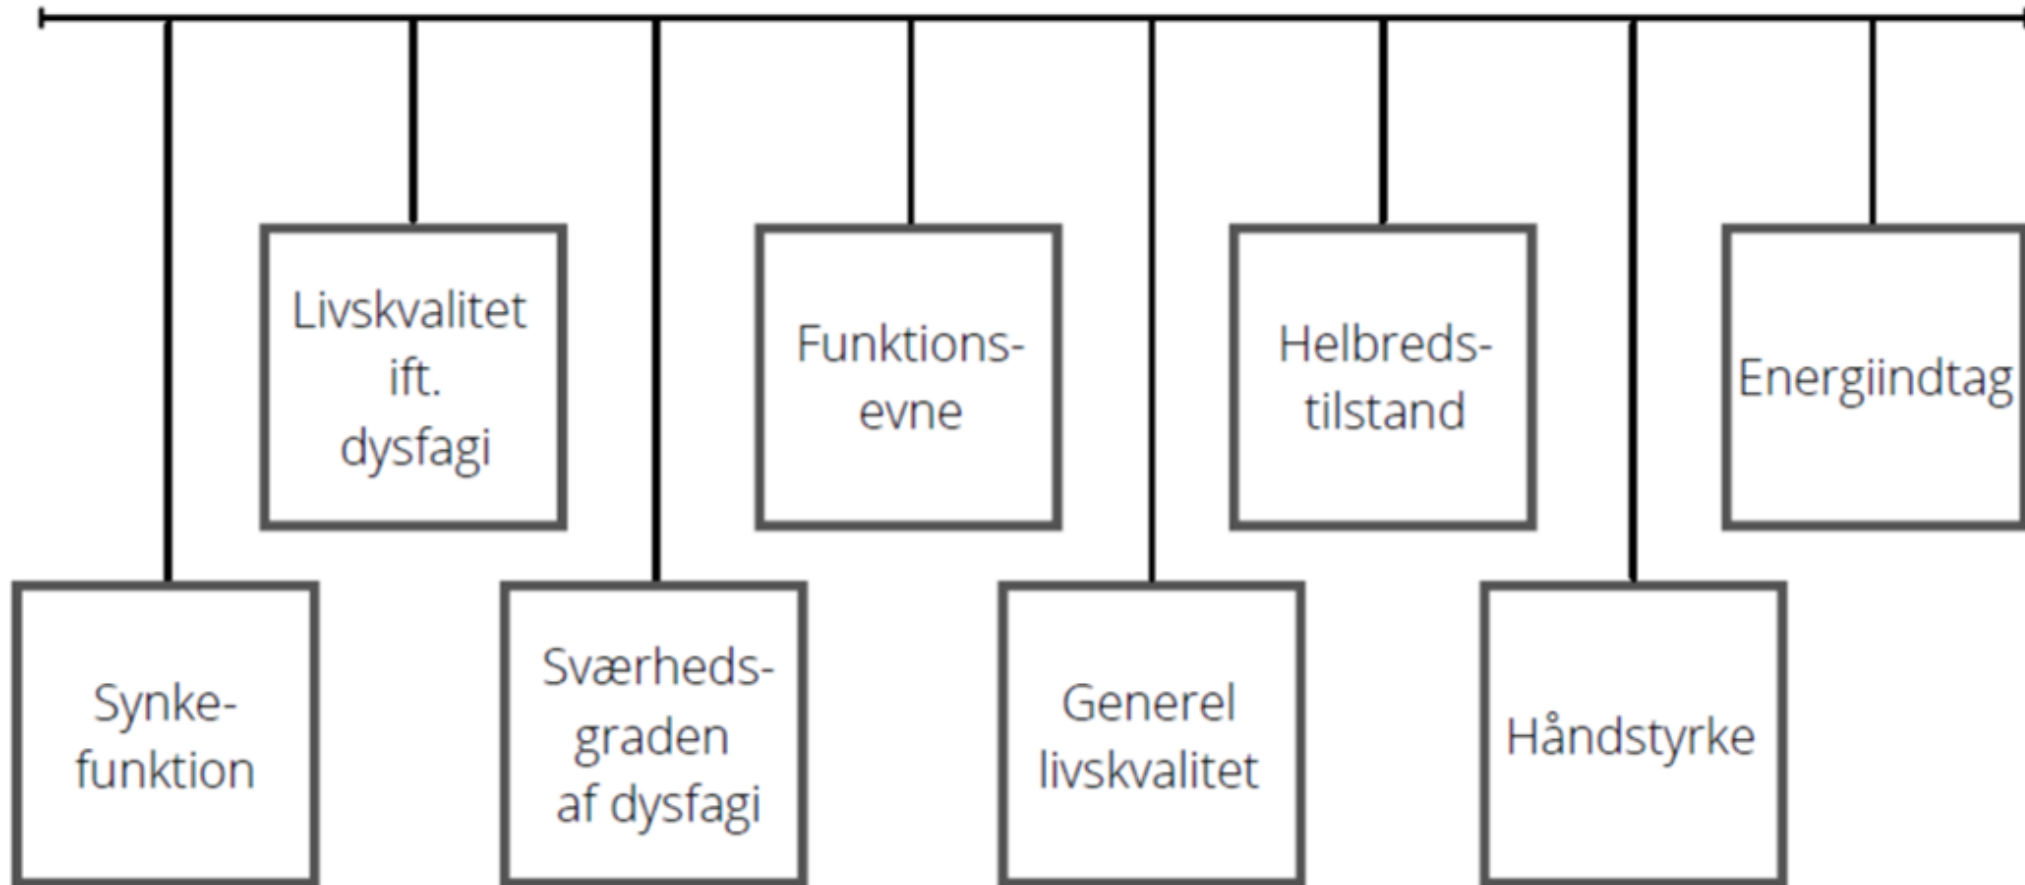 Livskvalitet
ift.
dysfagi
Funktions-
evne
Helbreds-
tilstand
Energiindtag
Synke-
funktion
Sværheds-
graden
af dysfagi
Generel
livskvalitet
Håndstyrke